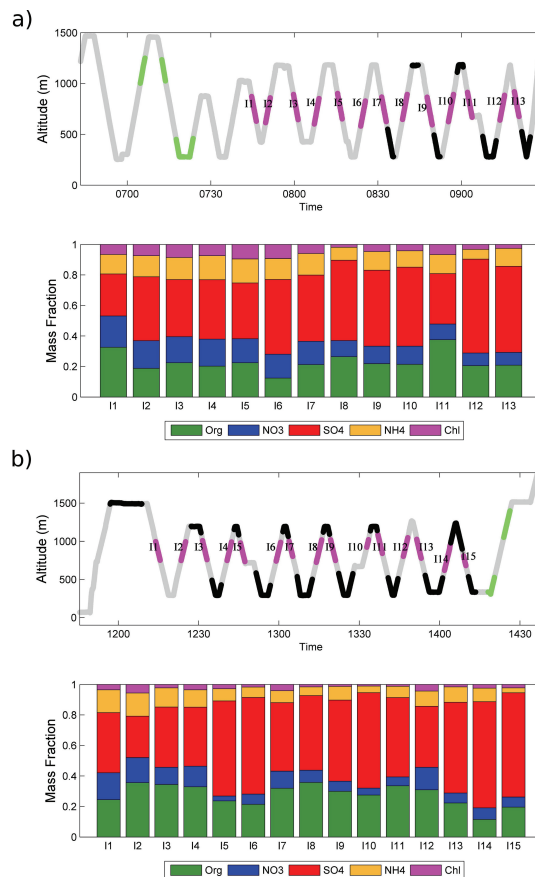 a)
1500
1000
500
0
Altitude (m)
I1 I2 I3 I4 I5 I6 I7 I8 I9 I10 I11 I12 I13
0700 0730 0800 0830 0900
Time
1
0.8
0.6
0.4
0.2
0
Mass Fraction
I1 I2 I3 I4 I5 I6 I7 I8 I9 I10 I11 I12 I13
Org NO3 SO4 NH4 Chl
b)
1500
1000
500
0
Altitude (m)
I1 I2 I3 I4 I5 I6 I7 I8 I9 I10 I11 I12 I13 I14 I15
1200 1230 1300 1330 1400 1430
Time
1
0.8
0.6
0.4
0.2
0
Mass Fraction
I1 I2 I3 I4 I5 I6 I7 I8 I9 I10 I11 I12 I13 I14 I15
Org NO3 SO4 NH4 Chl